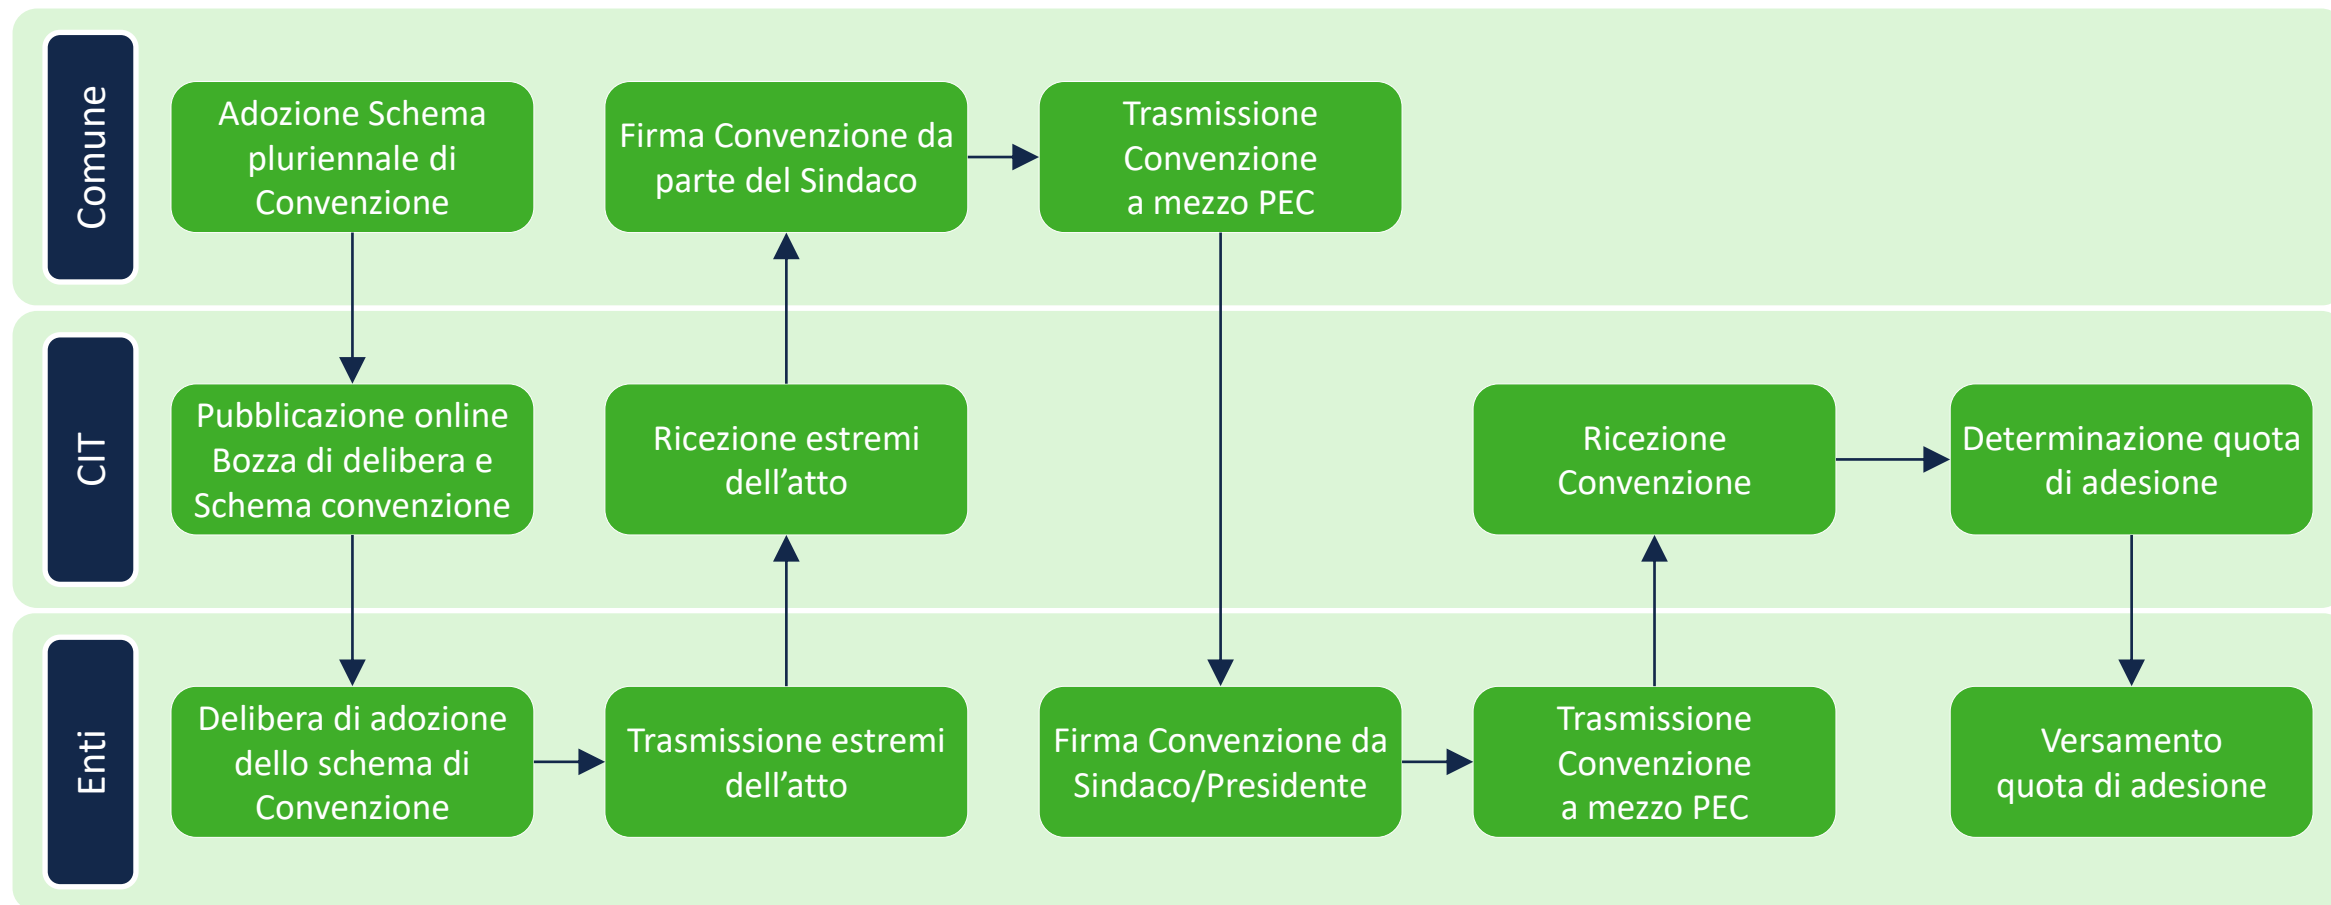 Comune
Adozione Schema
pluriennale di
Convenzione
Firma Convenzione da
parte del Sindaco
Trasmissione
Convenzione
a mezzo PEC
CIT
Pubblicazione online
Bozza di delibera e
Schema convenzione
Ricezione estremi
dell’atto
Ricezione
Convenzione
Determinazione quota
di adesione
Enti
Delibera di adozione
dello schema di
Convenzione
Trasmissione estremi
dell’atto
Firma Convenzione da
Sindaco/Presidente
Trasmissione
Convenzione
a mezzo PEC
Versamento
quota di adesione